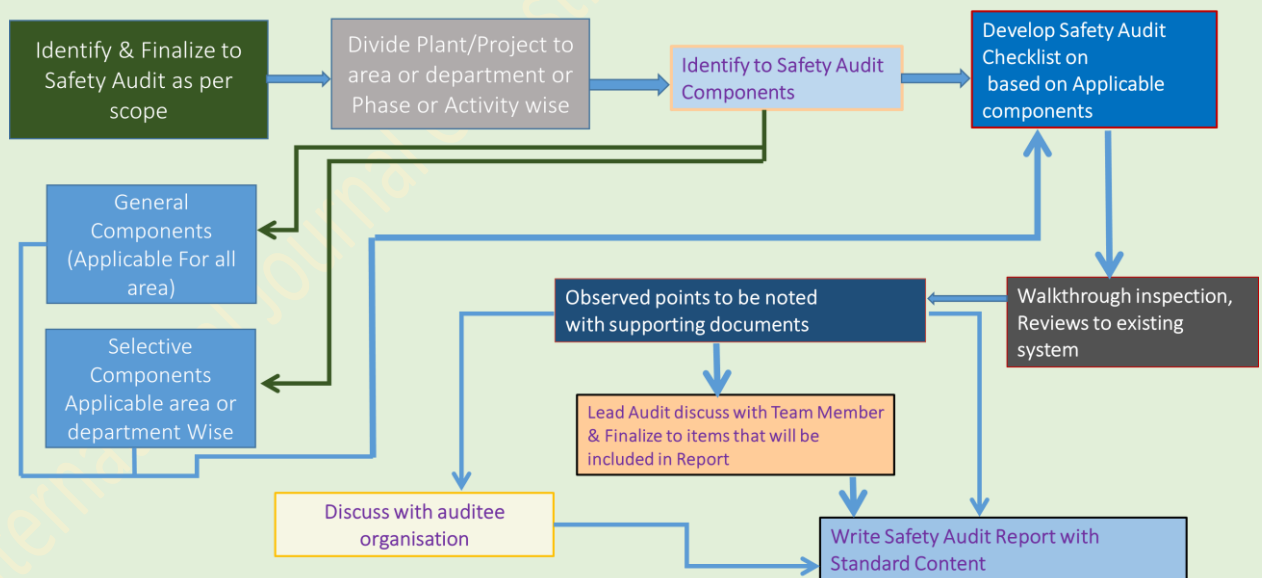 Identify & Finalize to
Safety Audit as per
scope
Divide Plant/Project to
area or department or
Phase or Activity wise
Identify to Safety Audit
Components
Develop Safety Audit
Checklist on
based on Applicable
components
General
Components
(Applicable For all
area)
Selective
Components
Applicable area or
department Wise
Observed points to be noted
with supporting documents
Walkthrough inspection,
Reviews to existing
system
Lead Audit discuss with Team Member
& Finalize to items that will be
included in Report
Discuss with auditee
organisation
Write Safety Audit Report with
Standard Content